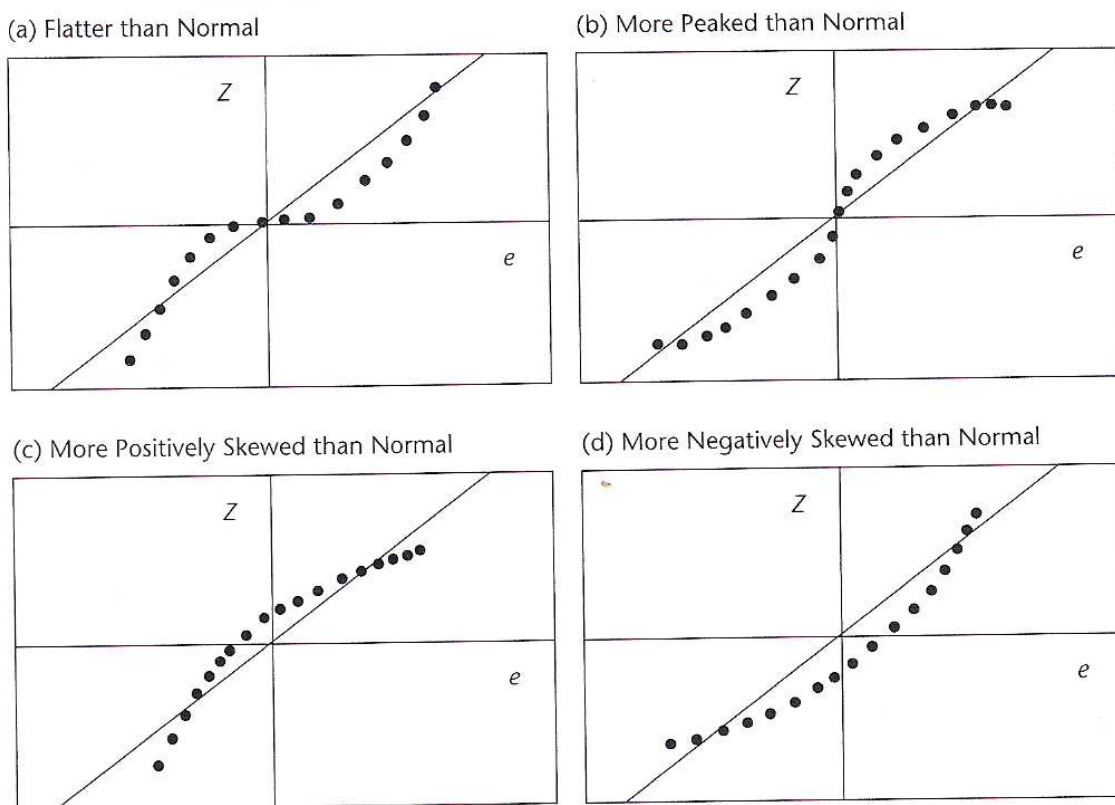 (a) Flatter than Normal
(b) More Peaked than Normal
Z
e
Z
e
(c) More Positively Skewed than Normal
(d) More Negatively Skewed than Normal
Z
e
Z
e